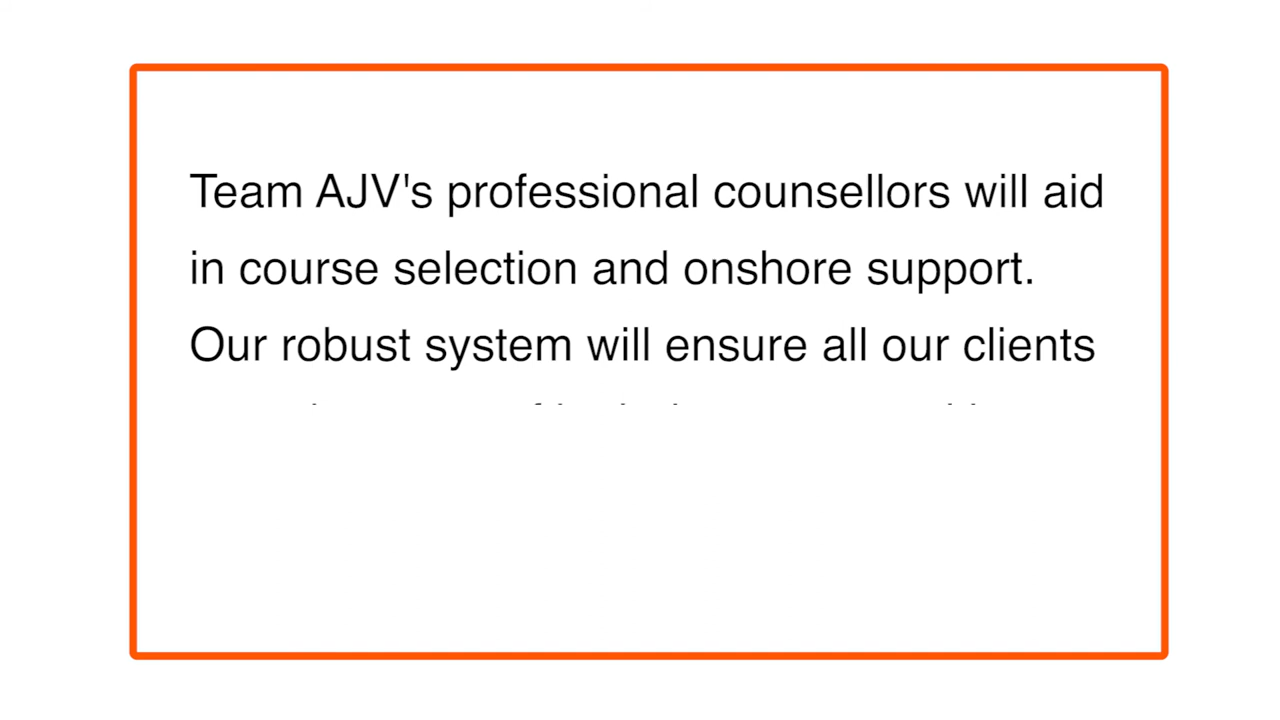 Team AJV's professional counsellors will aid
in course selection and onshore support.
Our robust system will ensure all our clients